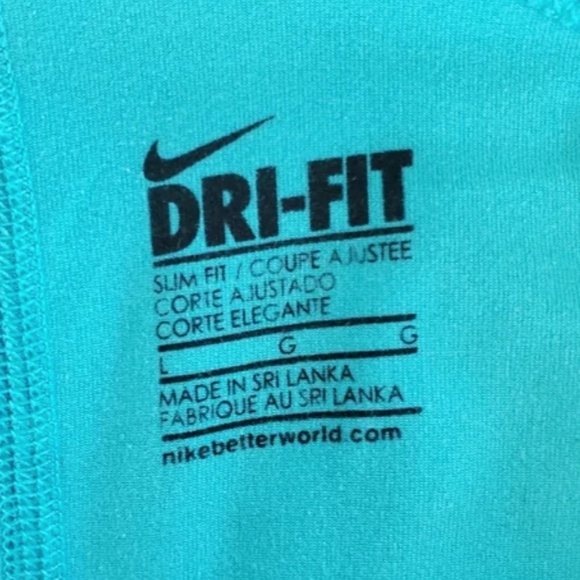 DRI-FIT
SLIM FIT / COUPE AJUSTEE
CORTE AJUSTADO
CORTE ELEGANTE
L G G
MADE IN SRI LANKA
FABRIQUE AU SRI LANKA
nikebetterworld.com